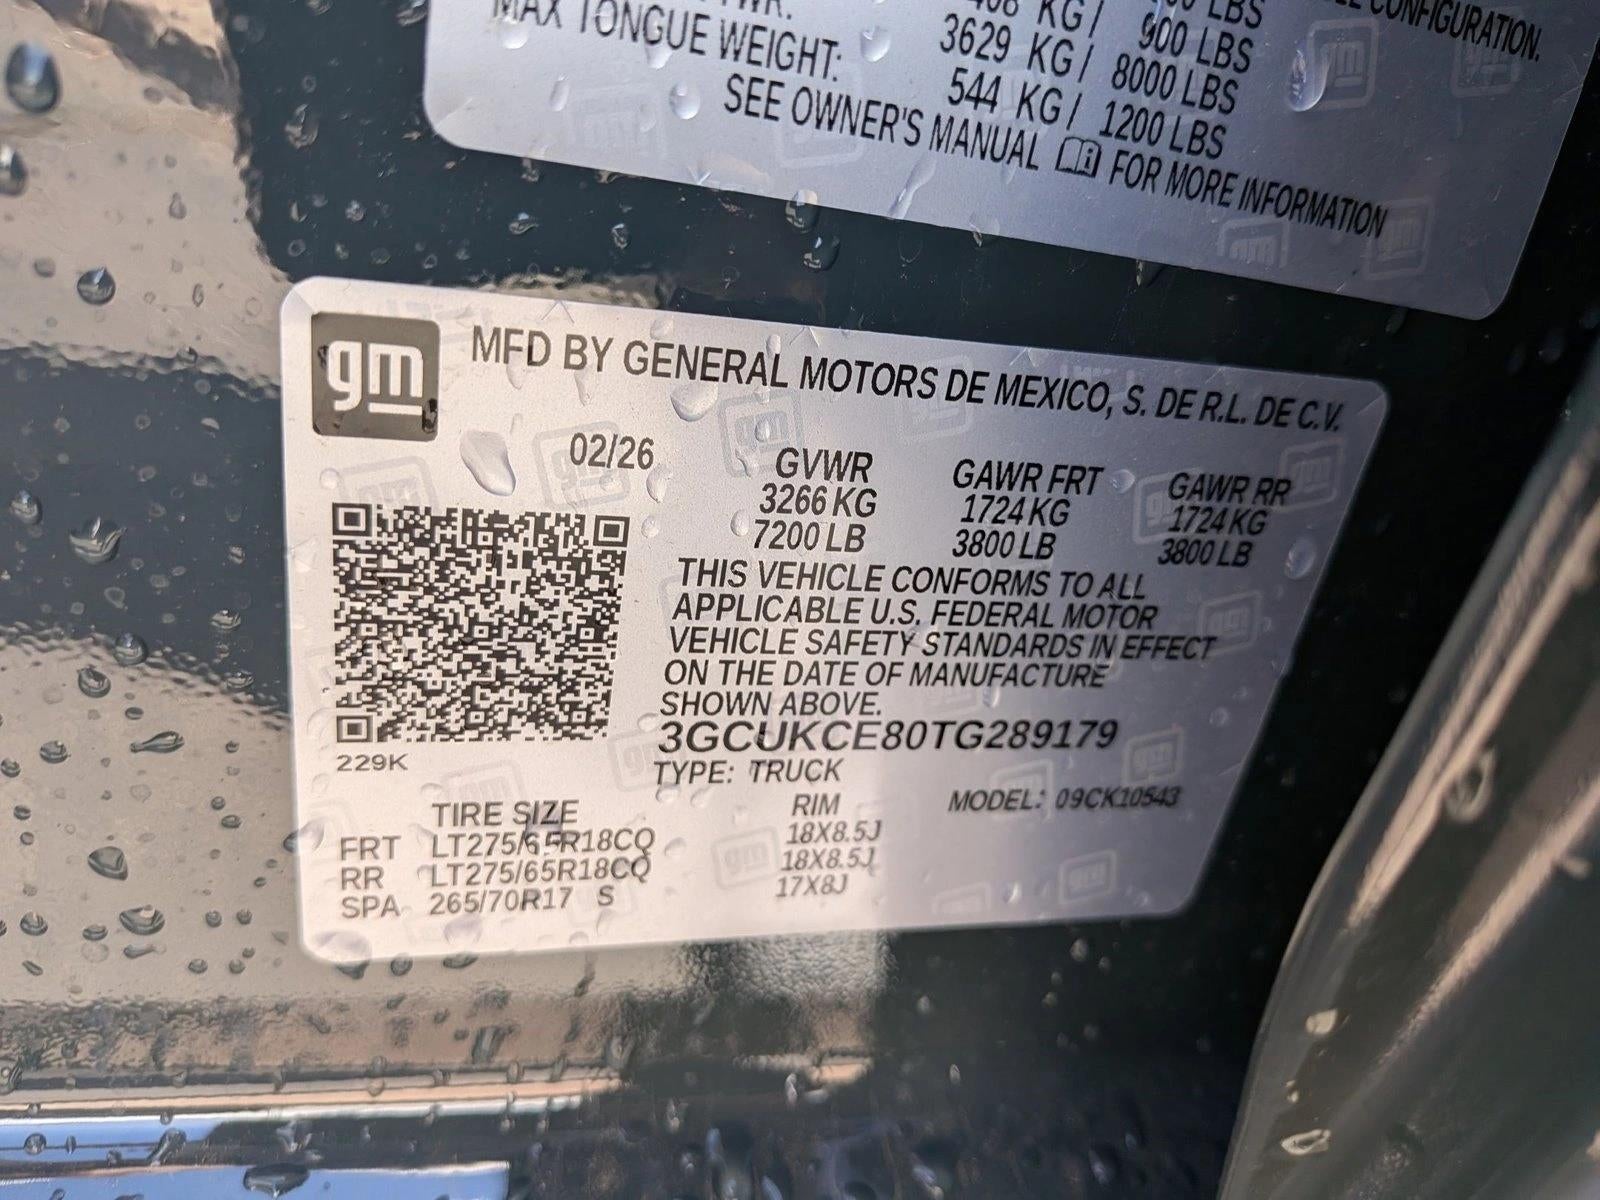 CONFIGURATION.
KG / LBS
900 LBS
MAX TONGUE WEIGHT: 3629 KG / 8000 LBS
544 KG / 1200 LBS
SEE OWNER'S MANUAL FOR MORE INFORMATION
gm
MFD BY GENERAL MOTORS DE MEXICO, S. DE R.L. DE C.V.
02/26
GVWR GAWR FRT GAWR RR
3266 KG 1724 KG 1724 KG
7200 LB 3800 LB 3800 LB
THIS VEHICLE CONFORMS TO ALL
APPLICABLE U.S. FEDERAL MOTOR
VEHICLE SAFETY STANDARDS IN EFFECT
ON THE DATE OF MANUFACTURE
SHOWN ABOVE.
3GCUKCE80TG289179
229K
TYPE: TRUCK
MODEL: 09CK10543
TIRE SIZE RIM
FRT LT275/65R18CQ 18X8.5J
RR LT275/65R18CQ 18X8.5J
SPA 265/70R17 S 17X8J